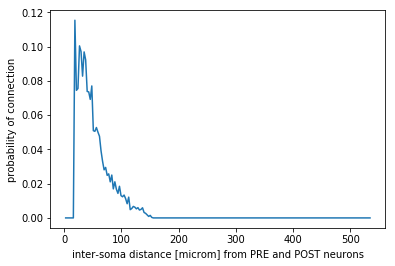 0.12
0.10
0.08
0.06
0.04
0.02
0.00
probability of connection
0 100 200 300 400 500
inter-soma distance [microm] from PRE and POST neurons